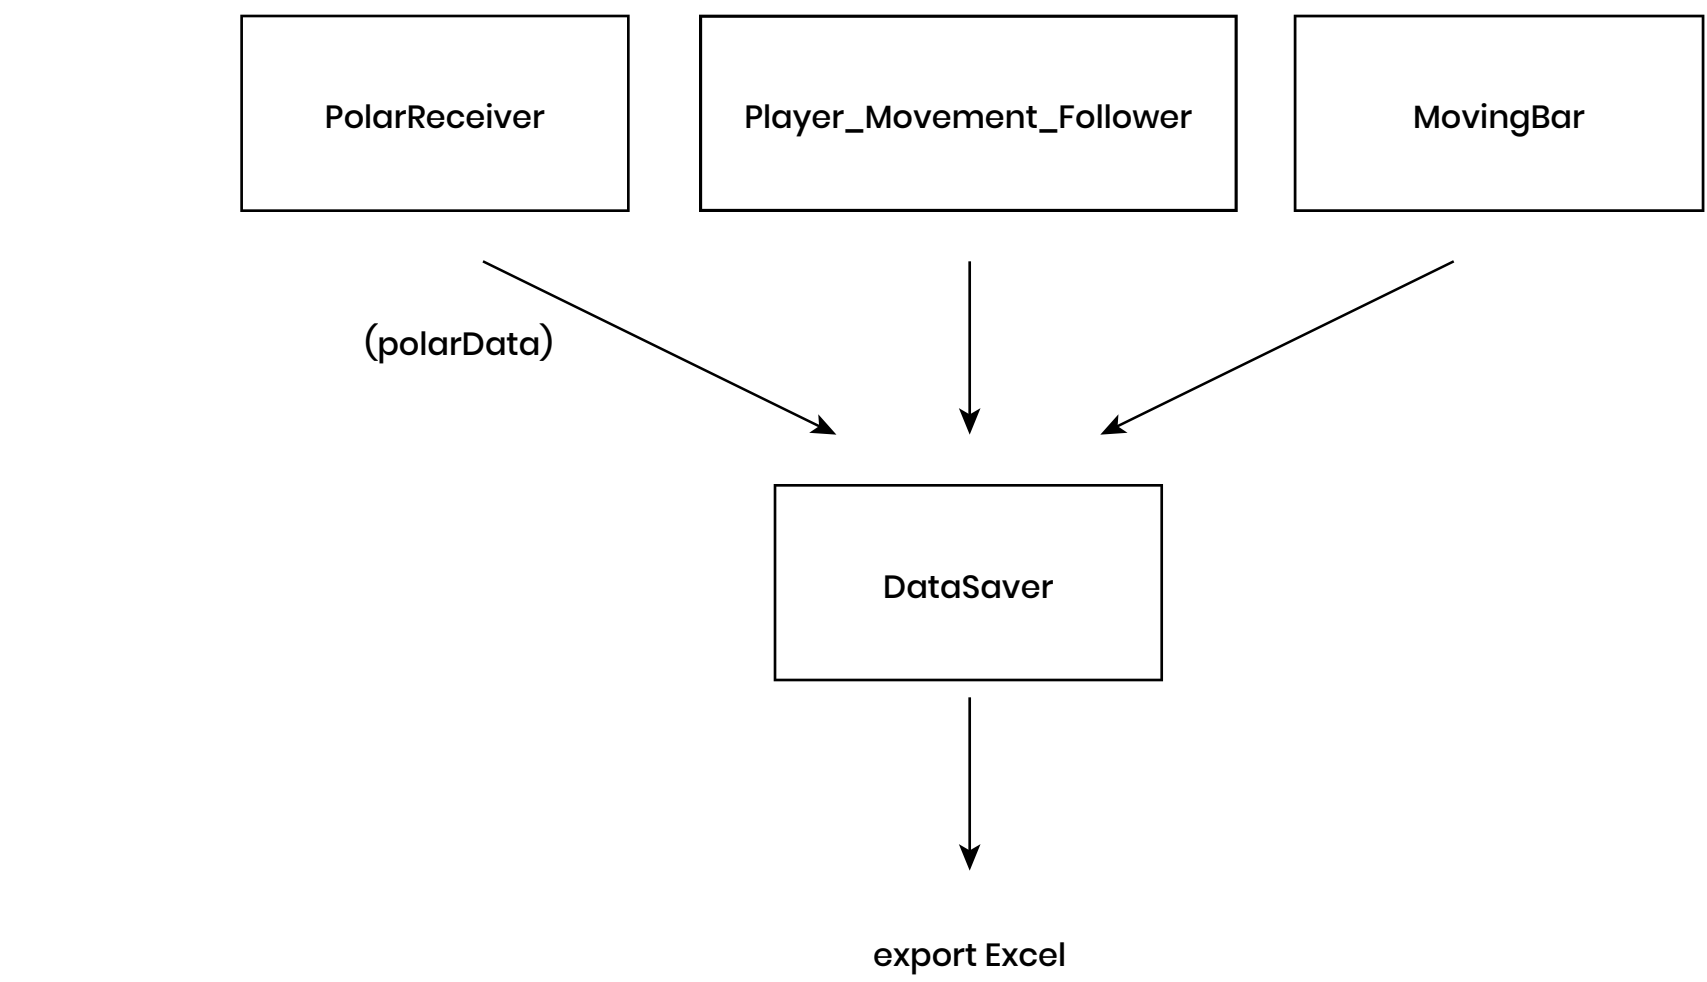 PolarReceiver
Player_Movement_Follower
MovingBar
(polarData)
DataSaver
export Excel